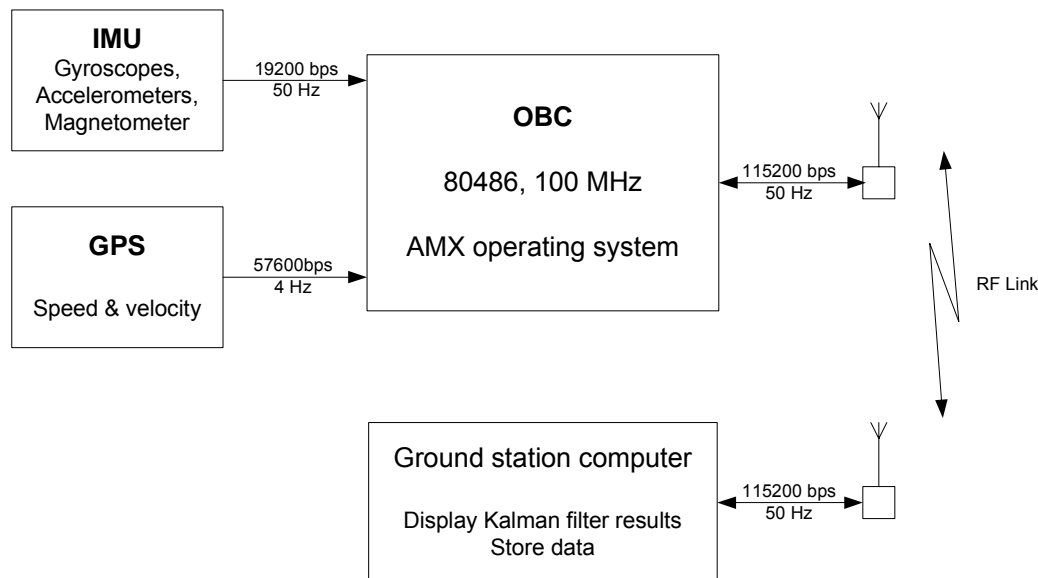 IMU
Gyroscopes,
Accelerometers,
Magnetometer
19200 bps
50 Hz
OBC
80486, 100 MHz
AMX operating system
115200 bps
50 Hz
GPS
Speed & velocity
57600bps
4 Hz
RF Link
Ground station computer
Display Kalman filter results
Store data
115200 bps
50 Hz